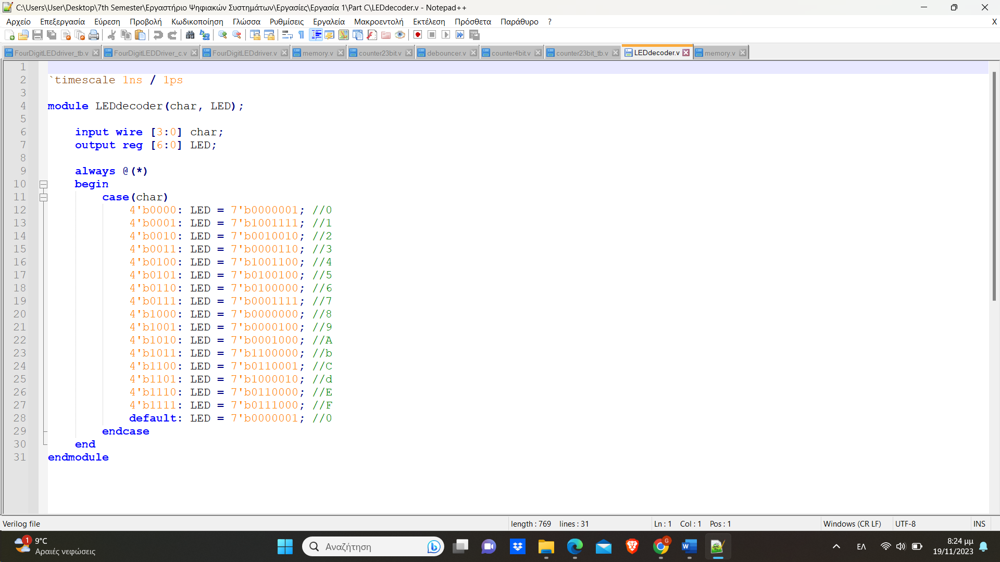 C:\Users\User\Desktop\7th Semester\Εργαστήριο Ψηφιακών Συστημάτων\Εργασίες\Εργασία 1\Part C\LEDdecoder.v - Notepad++
Αρχείο Επεξεργασία Εύρεση Προβολή Κωδικοποίηση Γλώσσα Ρυθμίσεις Εργαλεία Μακροεντολή Εκτέλεση Πρόσθετα Παράθυρο ? X
FourDigitLEDdriver_tb.v FourDigitLEDDriver_c.v FourDigitLEDdriver.v memory.v counter23bit.v debouncer.v counter4bit.v counter23bit_tb.v LEDdecoder.v memory.v
1
2 `timescale 1ns / 1ps
3
4 module LEDdecoder(char, LED);
5
6 input wire [3:0] char;
7 output reg [6:0] LED;
8
9 always @(*)
10 begin
11 case(char)
12 4'b0000: LED = 7'b0000001; //0
13 4'b0001: LED = 7'b1001111; //1
14 4'b0010: LED = 7'b0010010; //2
15 4'b0011: LED = 7'b0000110; //3
16 4'b0100: LED = 7'b1001100; //4
17 4'b0101: LED = 7'b0100100; //5
18 4'b0110: LED = 7'b0100000; //6
19 4'b0111: LED = 7'b0001111; //7
20 4'b1000: LED = 7'b0000000; //8
21 4'b1001: LED = 7'b0000100; //9
22 4'b1010: LED = 7'b0001000; //A
23 4'b1011: LED = 7'b1100000; //b
24 4'b1100: LED = 7'b0110001; //C
25 4'b1101: LED = 7'b1000010; //d
26 4'b1110: LED = 7'b0110000; //E
27 4'b1111: LED = 7'b0111000; //F
28 default: LED = 7'b0000001; //0
29 endcase
30 end
31 endmodule
Verilog file length : 769 lines : 31 Ln : 1 Col : 1 Pos : 1 Windows (CR LF) UTF-8 INS
1 9°C
Αραιές νεφώσεις
Αναζήτηση
G
W
ΕΛ
8:24 μμ
19/11/2023